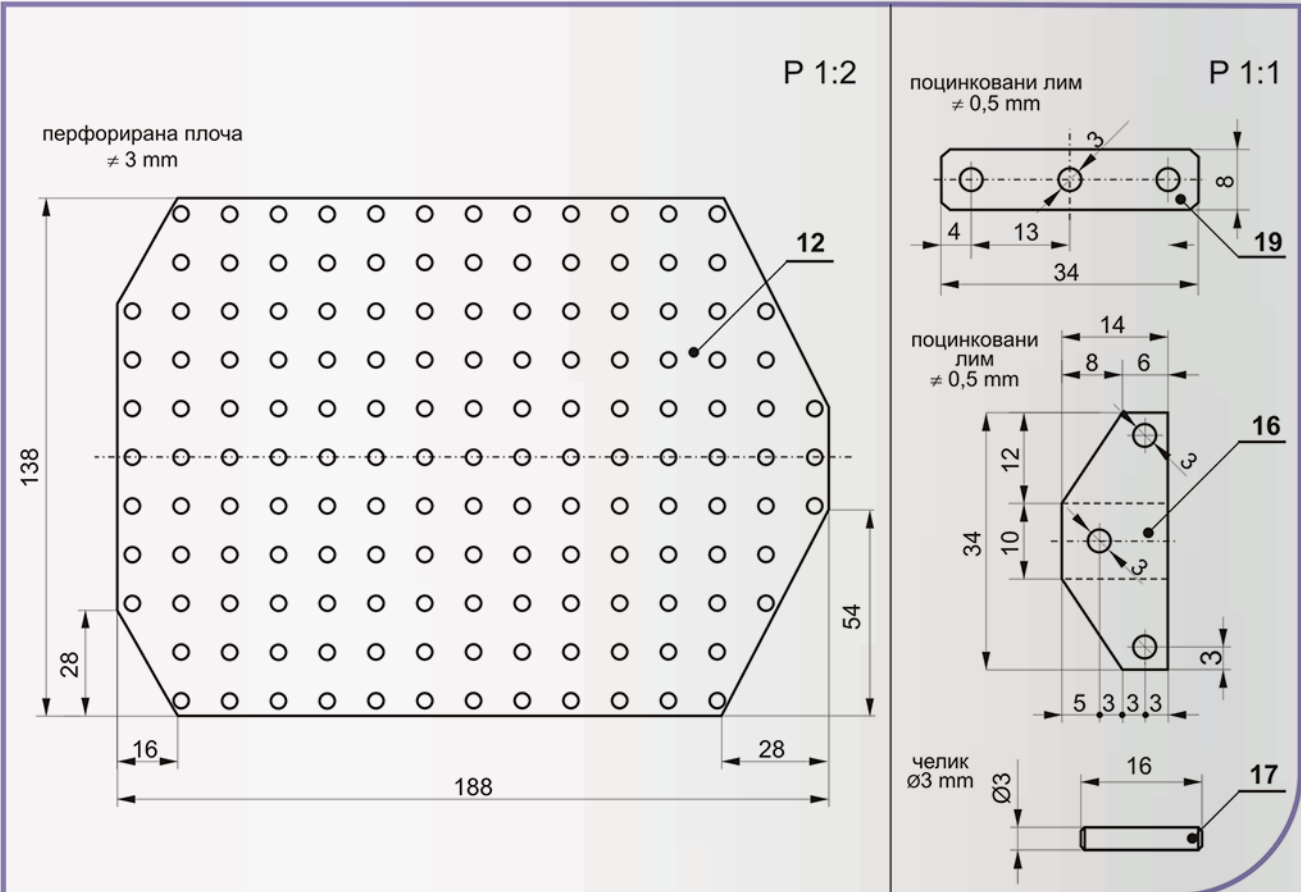 P 1:2
перфорирана плоча
≠ 3 mm
12
138
28
16
188
28
54
P 1:1
поцинковани лим
≠ 0,5 mm
3
8
4
13
34
19
поцинковани
лим
≠ 0,5 mm
14
8
6
16
12
3
34
10
3
3
5
3
3
3
челик
Ø3 mm
Ø3
16
17